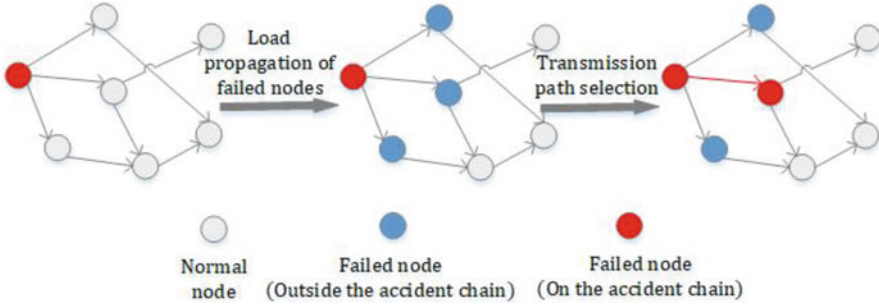 Load
propagation of
failed nodes
Transmission
path selection
Normal
node
Failed node
(Outside the accident chain)
Failed node
(On the accident chain)